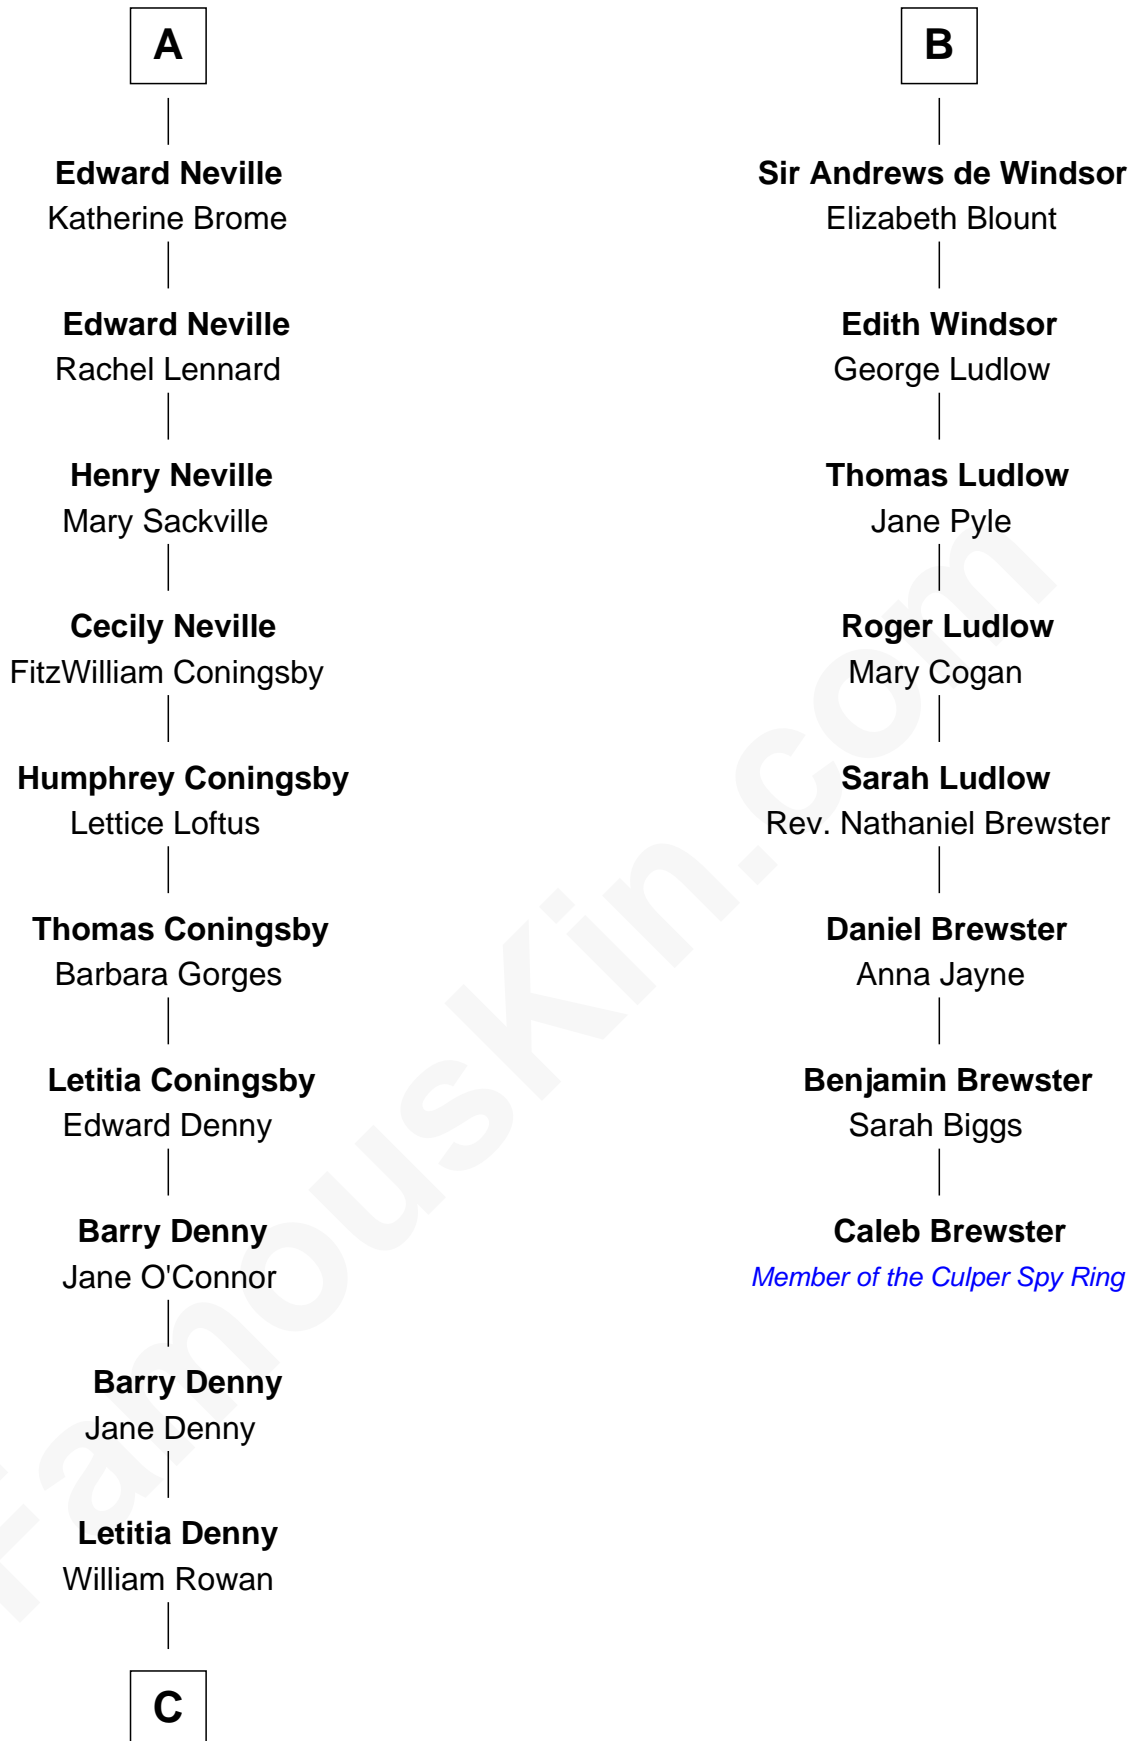 A
Edward Neville
Katherine Brome
Edward Neville
Rachel Lennard
Henry Neville
Mary Sackville
Cecily Neville
FitzWilliam Coningsby
Humphrey Coningsby
Lettice Loftus
Thomas Coningsby
Barbara Gorges
Letitia Coningsby
Edward Denny
Barry Denny
Jane O'Connor
Barry Denny
Jane Denny
Letitia Denny
William Rowan
C
B
Sir Andrews de Windsor
Elizabeth Blount
Edith Windsor
George Ludlow
Thomas Ludlow
Jane Pyle
Roger Ludlow
Mary Cogan
Sarah Ludlow
Rev. Nathaniel Brewster
Daniel Brewster
Anna Jayne
Benjamin Brewster
Sarah Biggs
Caleb Brewster
Member of the Culper Spy Ring
FamousKin.com